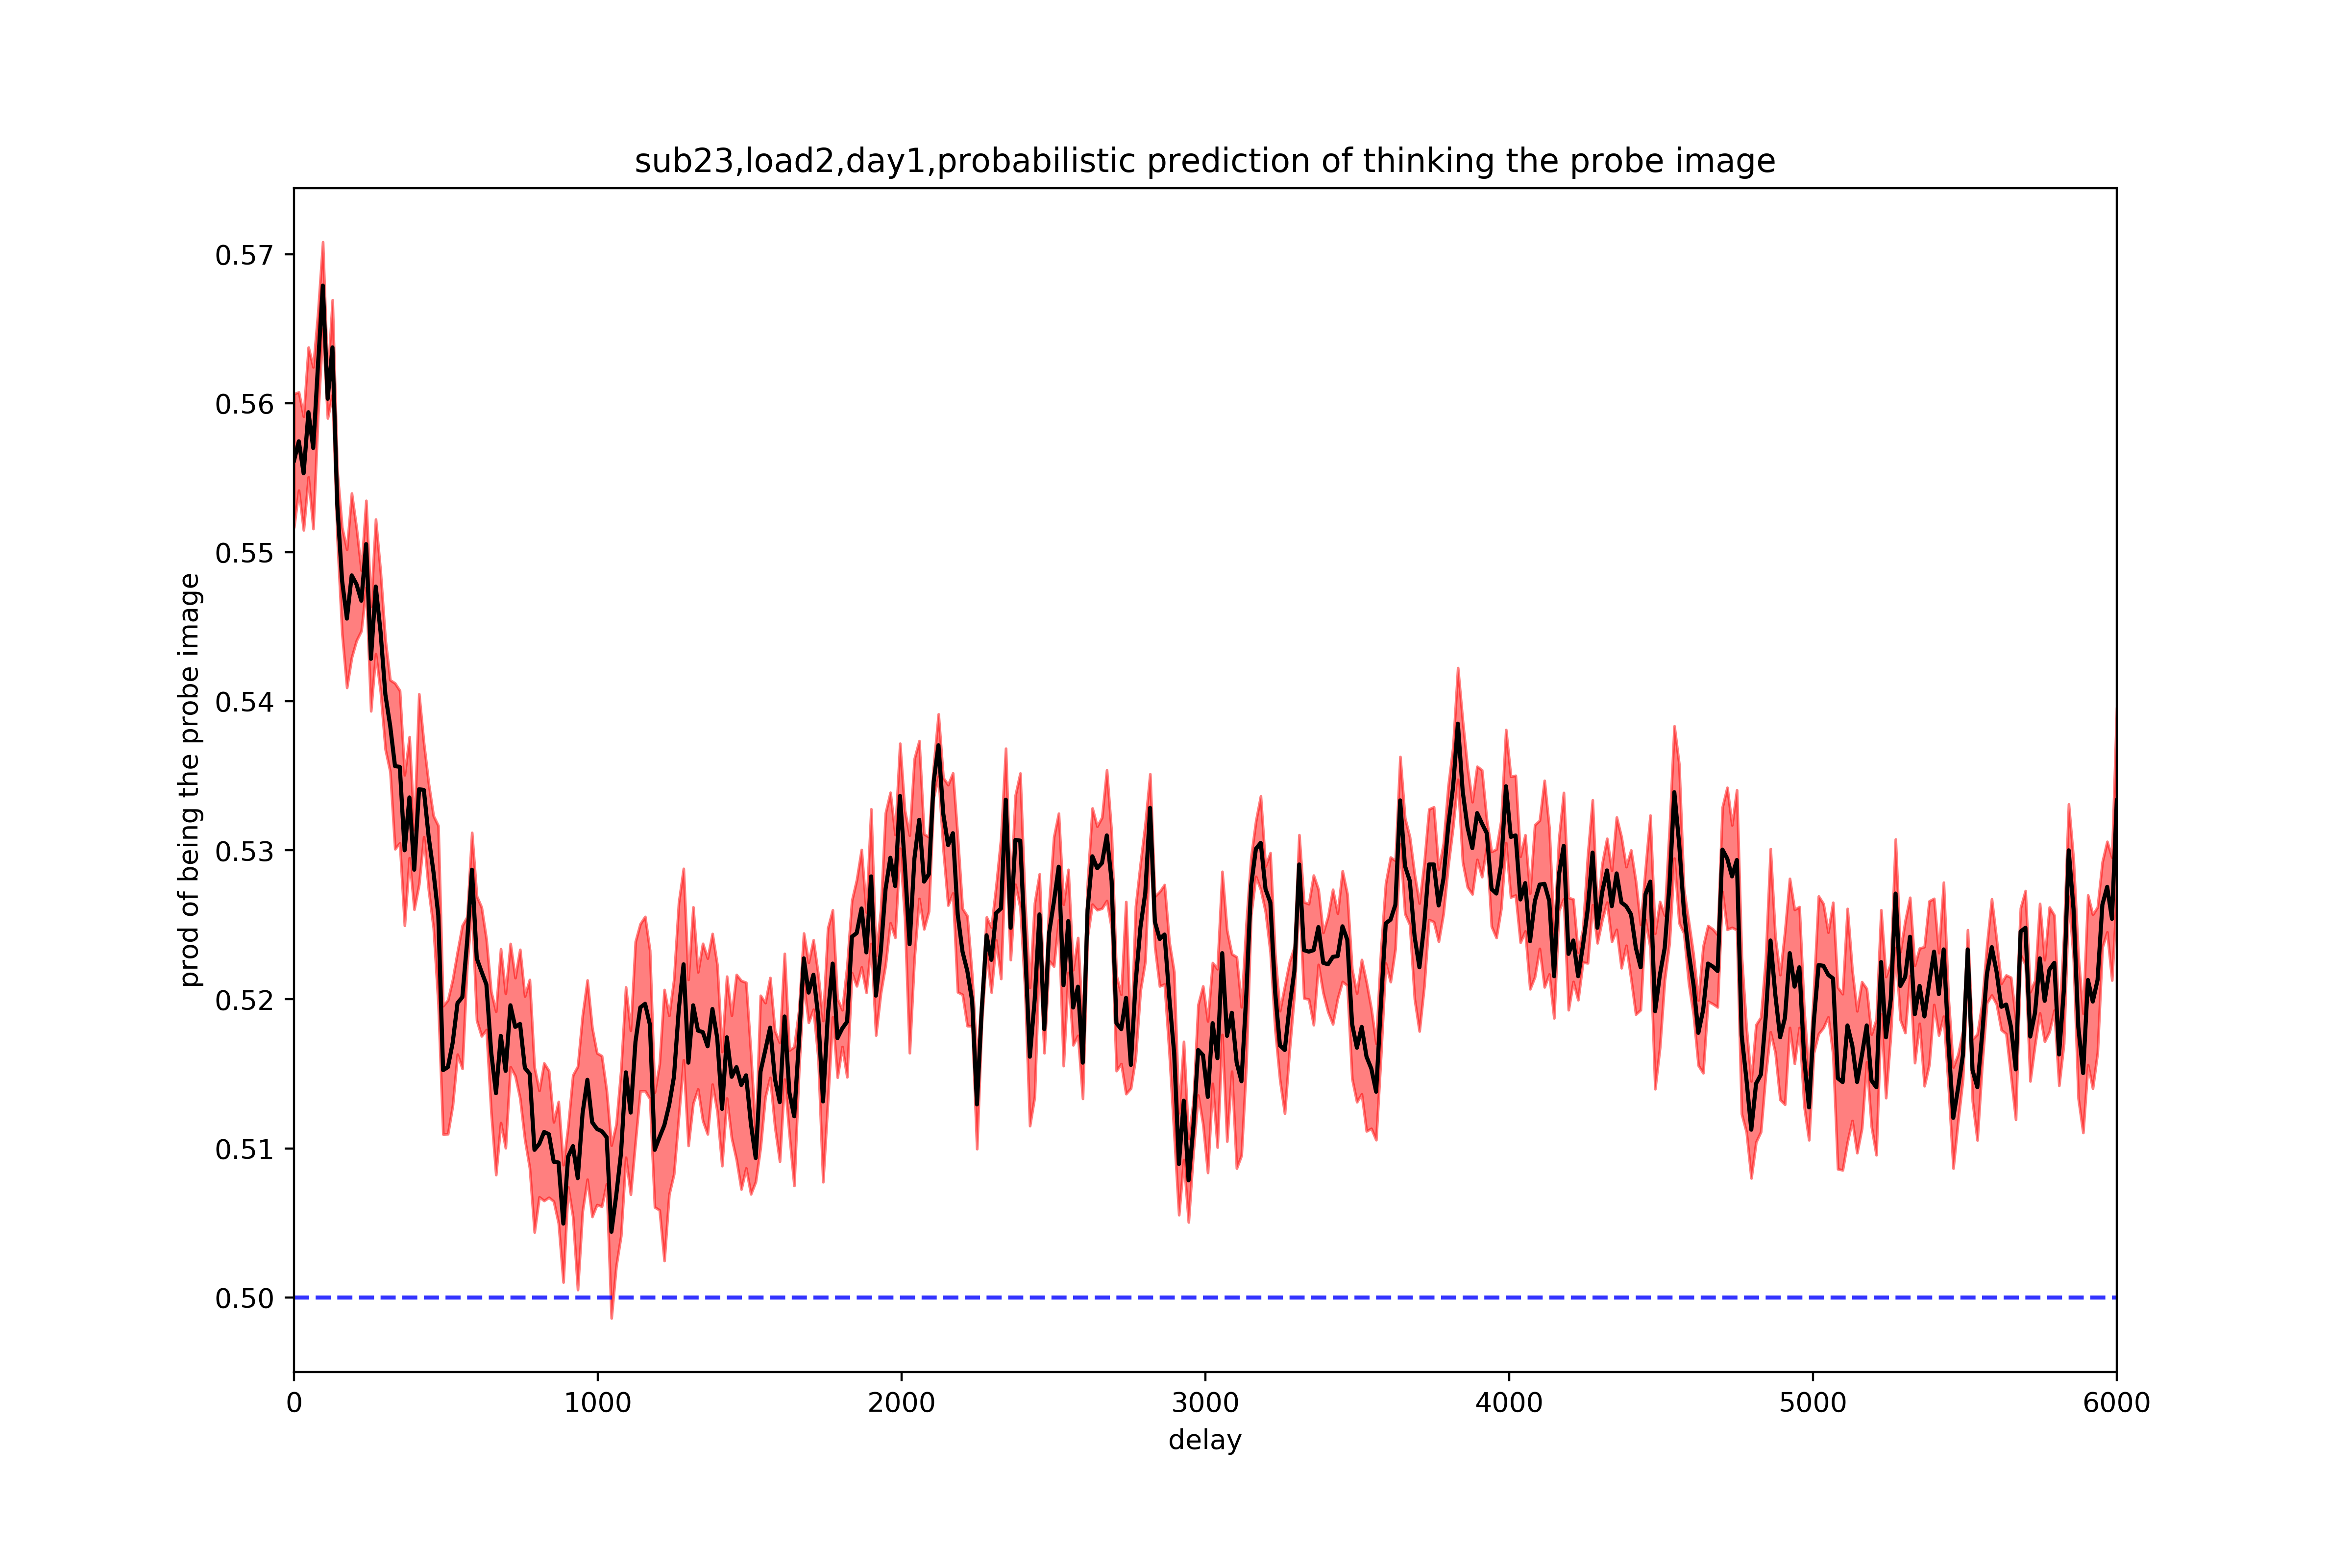 sub23,load2,day1,probabilistic prediction of thinking the probe image
prod of being the probe image
0.57
0.56
0.55
0.54
0.53
0.52
0.51
0.50
0 1000 2000 3000 4000 5000 6000
delay